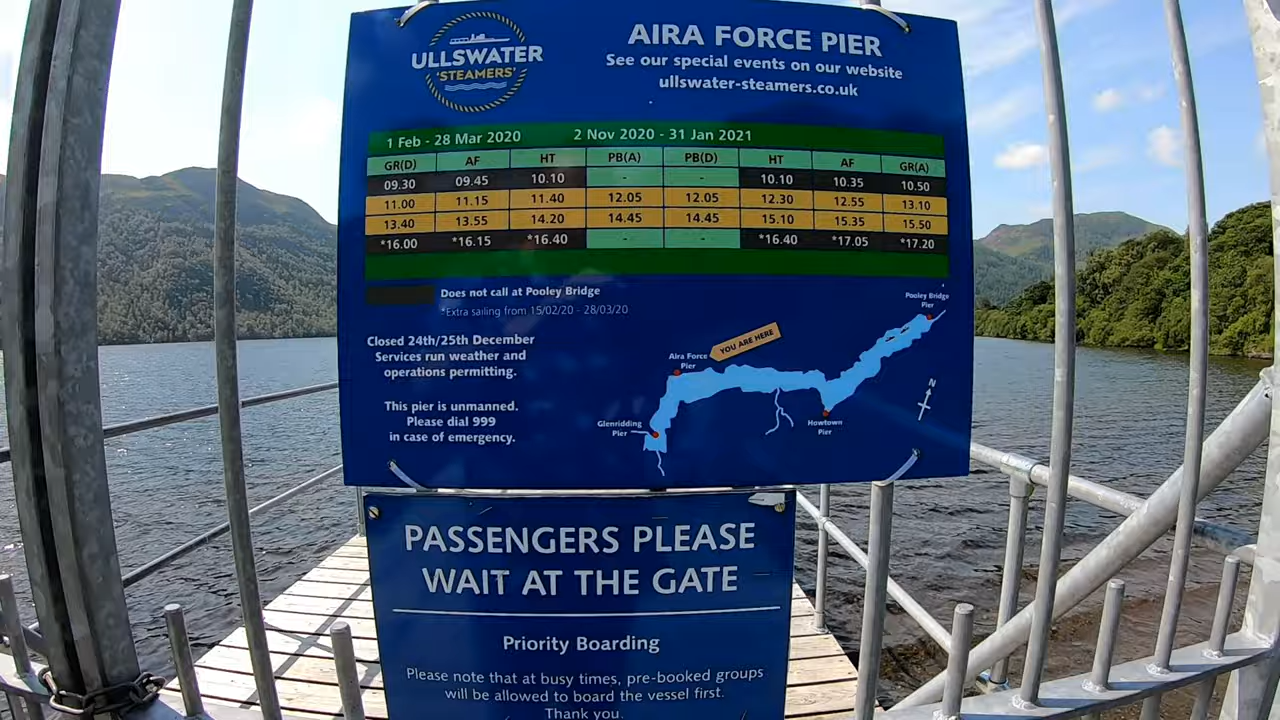 ULLSWATER
'STEAMERS'
AIRA FORCE PIER
See our special events on our website
ullswater-steamers.co.uk
1 Feb - 28 Mar 2020 2 Nov 2020 - 31 Jan 2021
GR(D) AF HT PB(A) PB(D) HT AF GR(A)
09.30 09.45 10.10 - - 10.10 10.35 10.50
11.00 11.15 11.40 12.05 12.05 12.30 12.55 13.10
13.40 13.55 14.20 14.45 14.45 15.10 15.35 15.50
*16.00 *16.15 *16.40 - - *16.40 *17.05 *17.20
Does not call at Pooley Bridge
*Extra sailing from 15/02/20 - 28/03/20
Closed 24th/25th December
Services run weather and
operations permitting.
This pier is unmanned.
Please dial 999
in case of emergency.
Pooley Bridge
Pier
YOU ARE HERE
Aira Force
Pier
N
Glenridding
Pier
Howtown
Pier
PASSENGERS PLEASE
WAIT AT THE GATE
Priority Boarding
Please note that at busy times, pre-booked groups
will be allowed to board the vessel first.
Thank you.